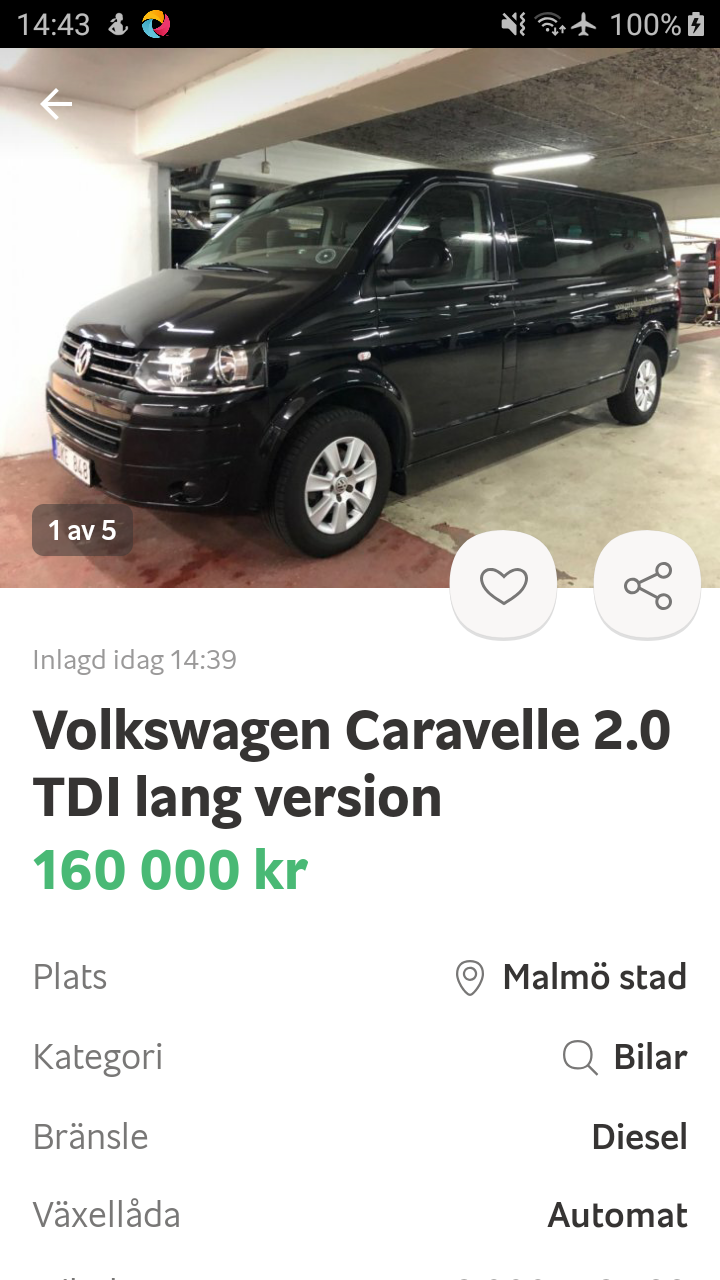 14:43
100%
1 av 5
Inlagd idag 14:39
Volkswagen Caravelle 2.0
TDI lang version
160 000 kr
Plats
Malmö stad
Kategori
Bilar
Bränsle
Diesel
Växellåda
Automat